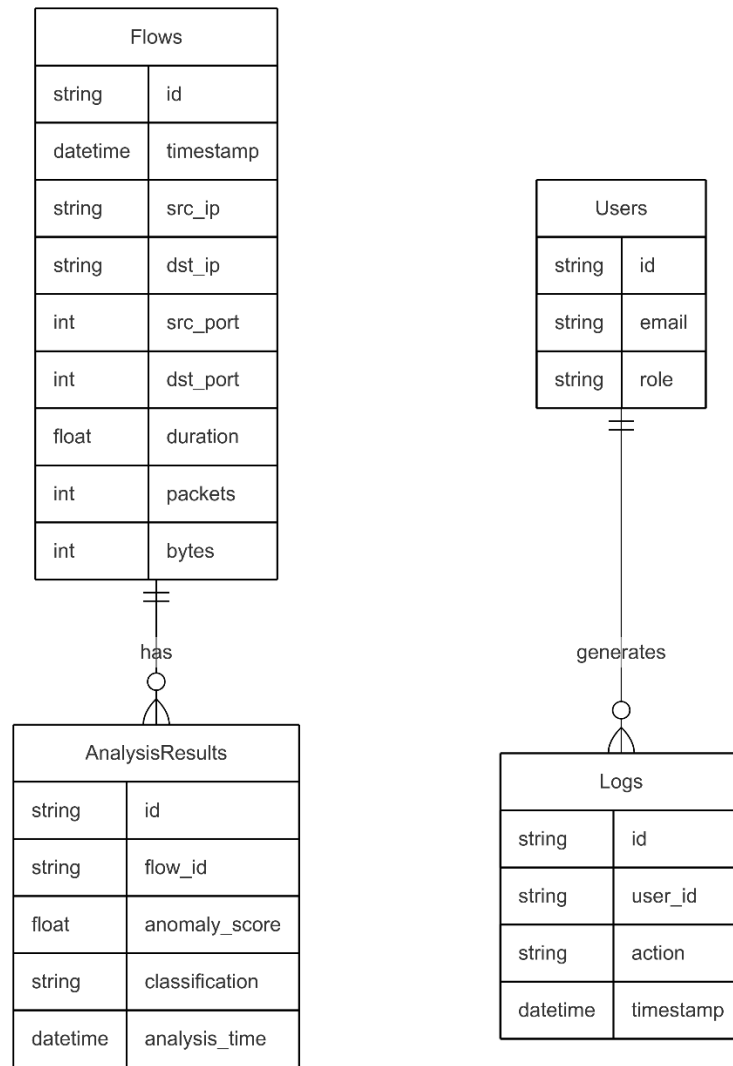 Flows
string id
datetime timestamp
string src_ip
string dst_ip
int src_port
int dst_port
float duration
int packets
int bytes
has
AnalysisResults
string id
string flow_id
float anomaly_score
string classification
datetime analysis_time
Users
string id
string email
string role
generates
Logs
string id
string user_id
string action
datetime timestamp